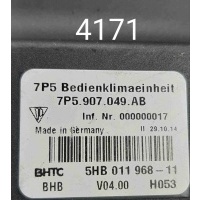 4171
7P5 Bedienklimaeinheit
7P5.907.049.AB
Inf. Nr. 000000017
Made in Germany II 29.10.14
BHTC 5HB 011 968-11
BHB V04.00 H053